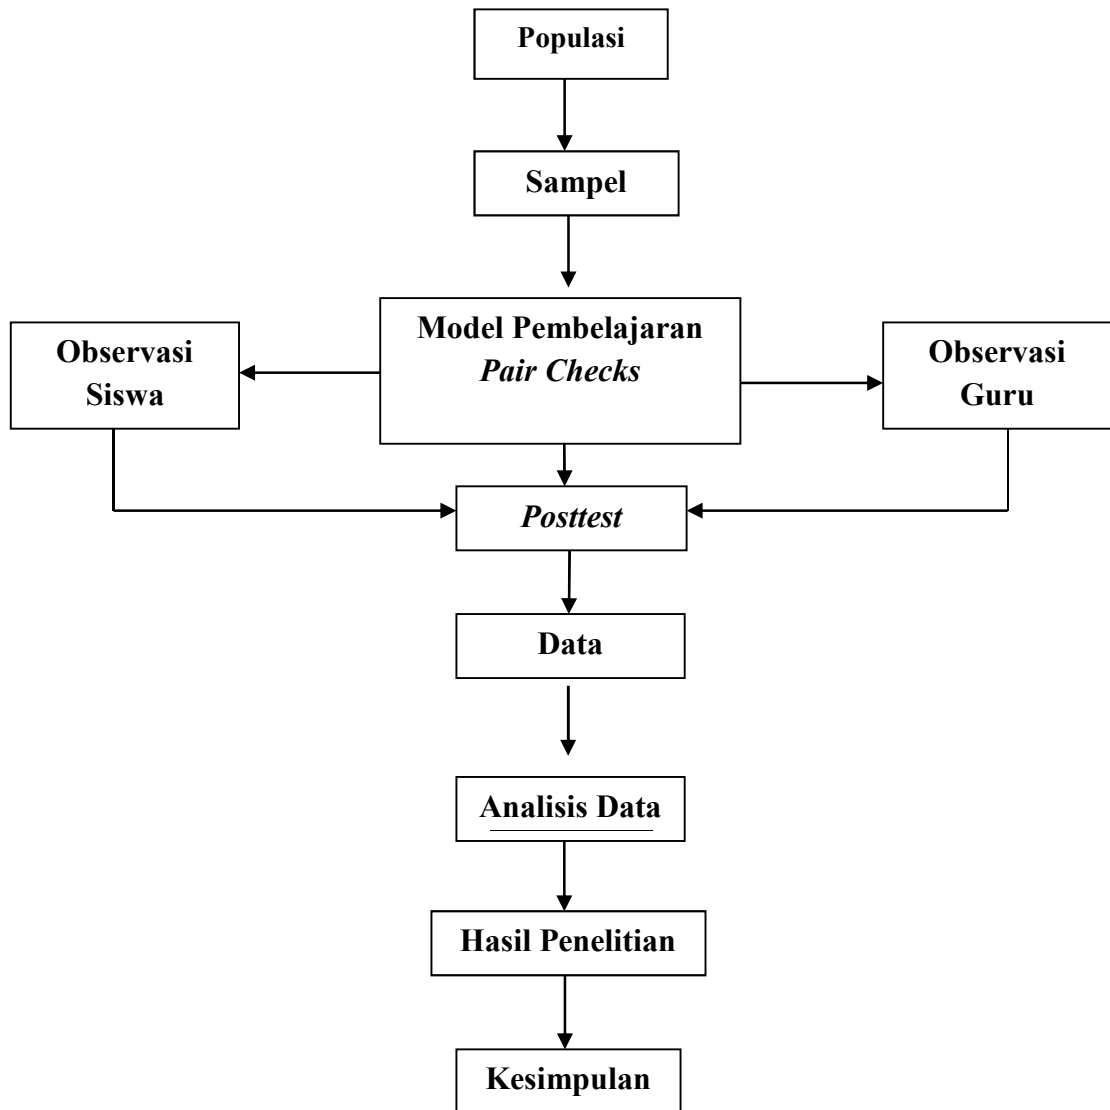 Populasi
Sampel
Model Pembelajaran
Pair Checks
Observasi
Siswa
Observasi
Guru
Posttest
Data
Analisis Data
Hasil Penelitian
Kesimpulan